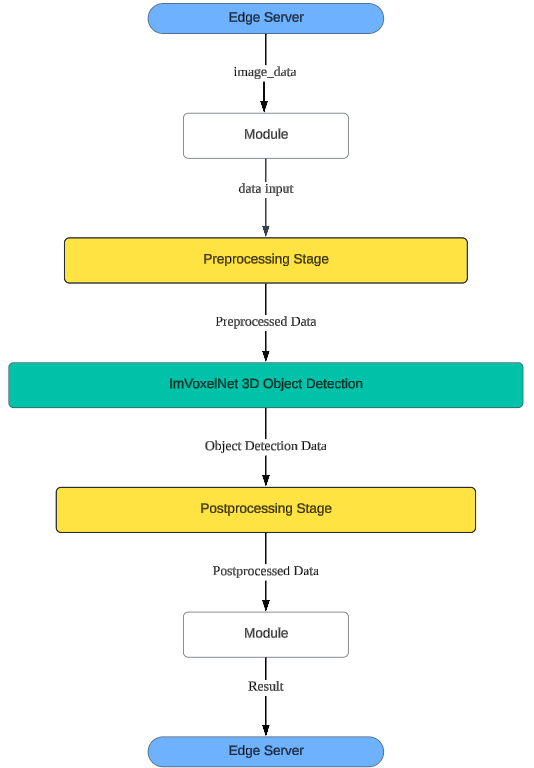 Edge Server
image_data
Module
data input
Preprocessing Stage
Preprocessed Data
ImVoxelNet 3D Object Detection
Object Detection Data
Postprocessing Stage
Postprocessed Data
Module
Result
Edge Server